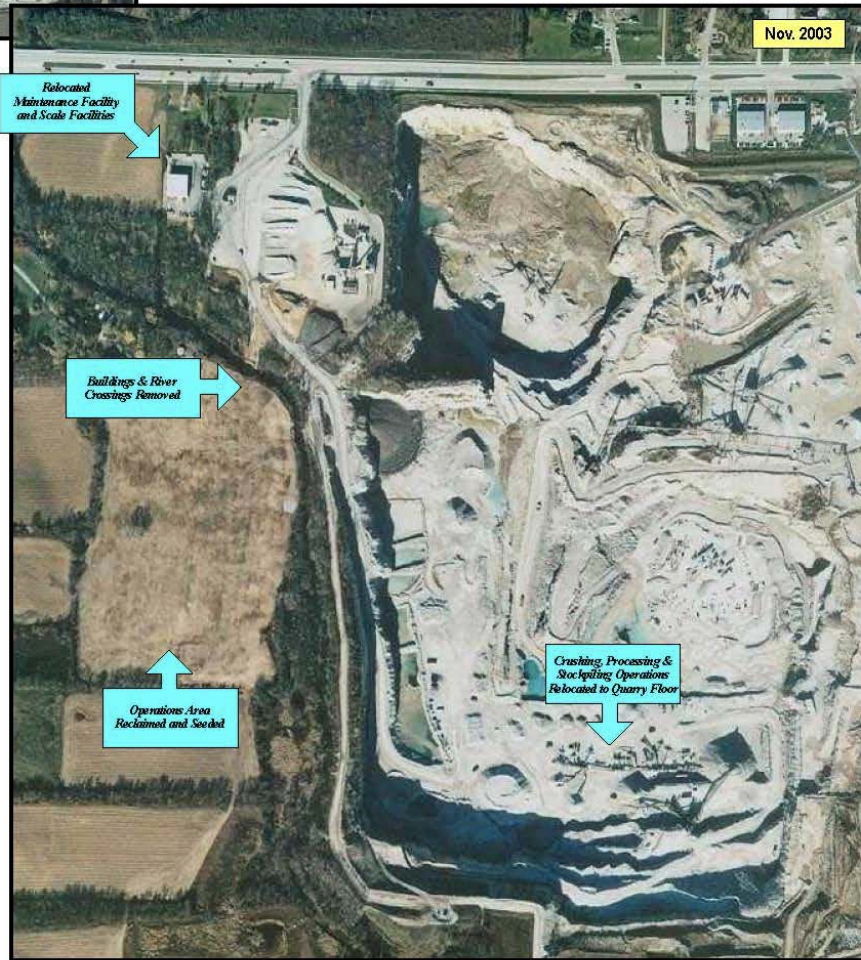 Nov. 2003
Relocated
Maintenance Facility
and Scale Facilities
Buildings & River
Crossings Removed
Crushing, Processing &
Stockpiling Operations
Relocated to Quarry Floor
Operations Area
Reclaimed and Seeded